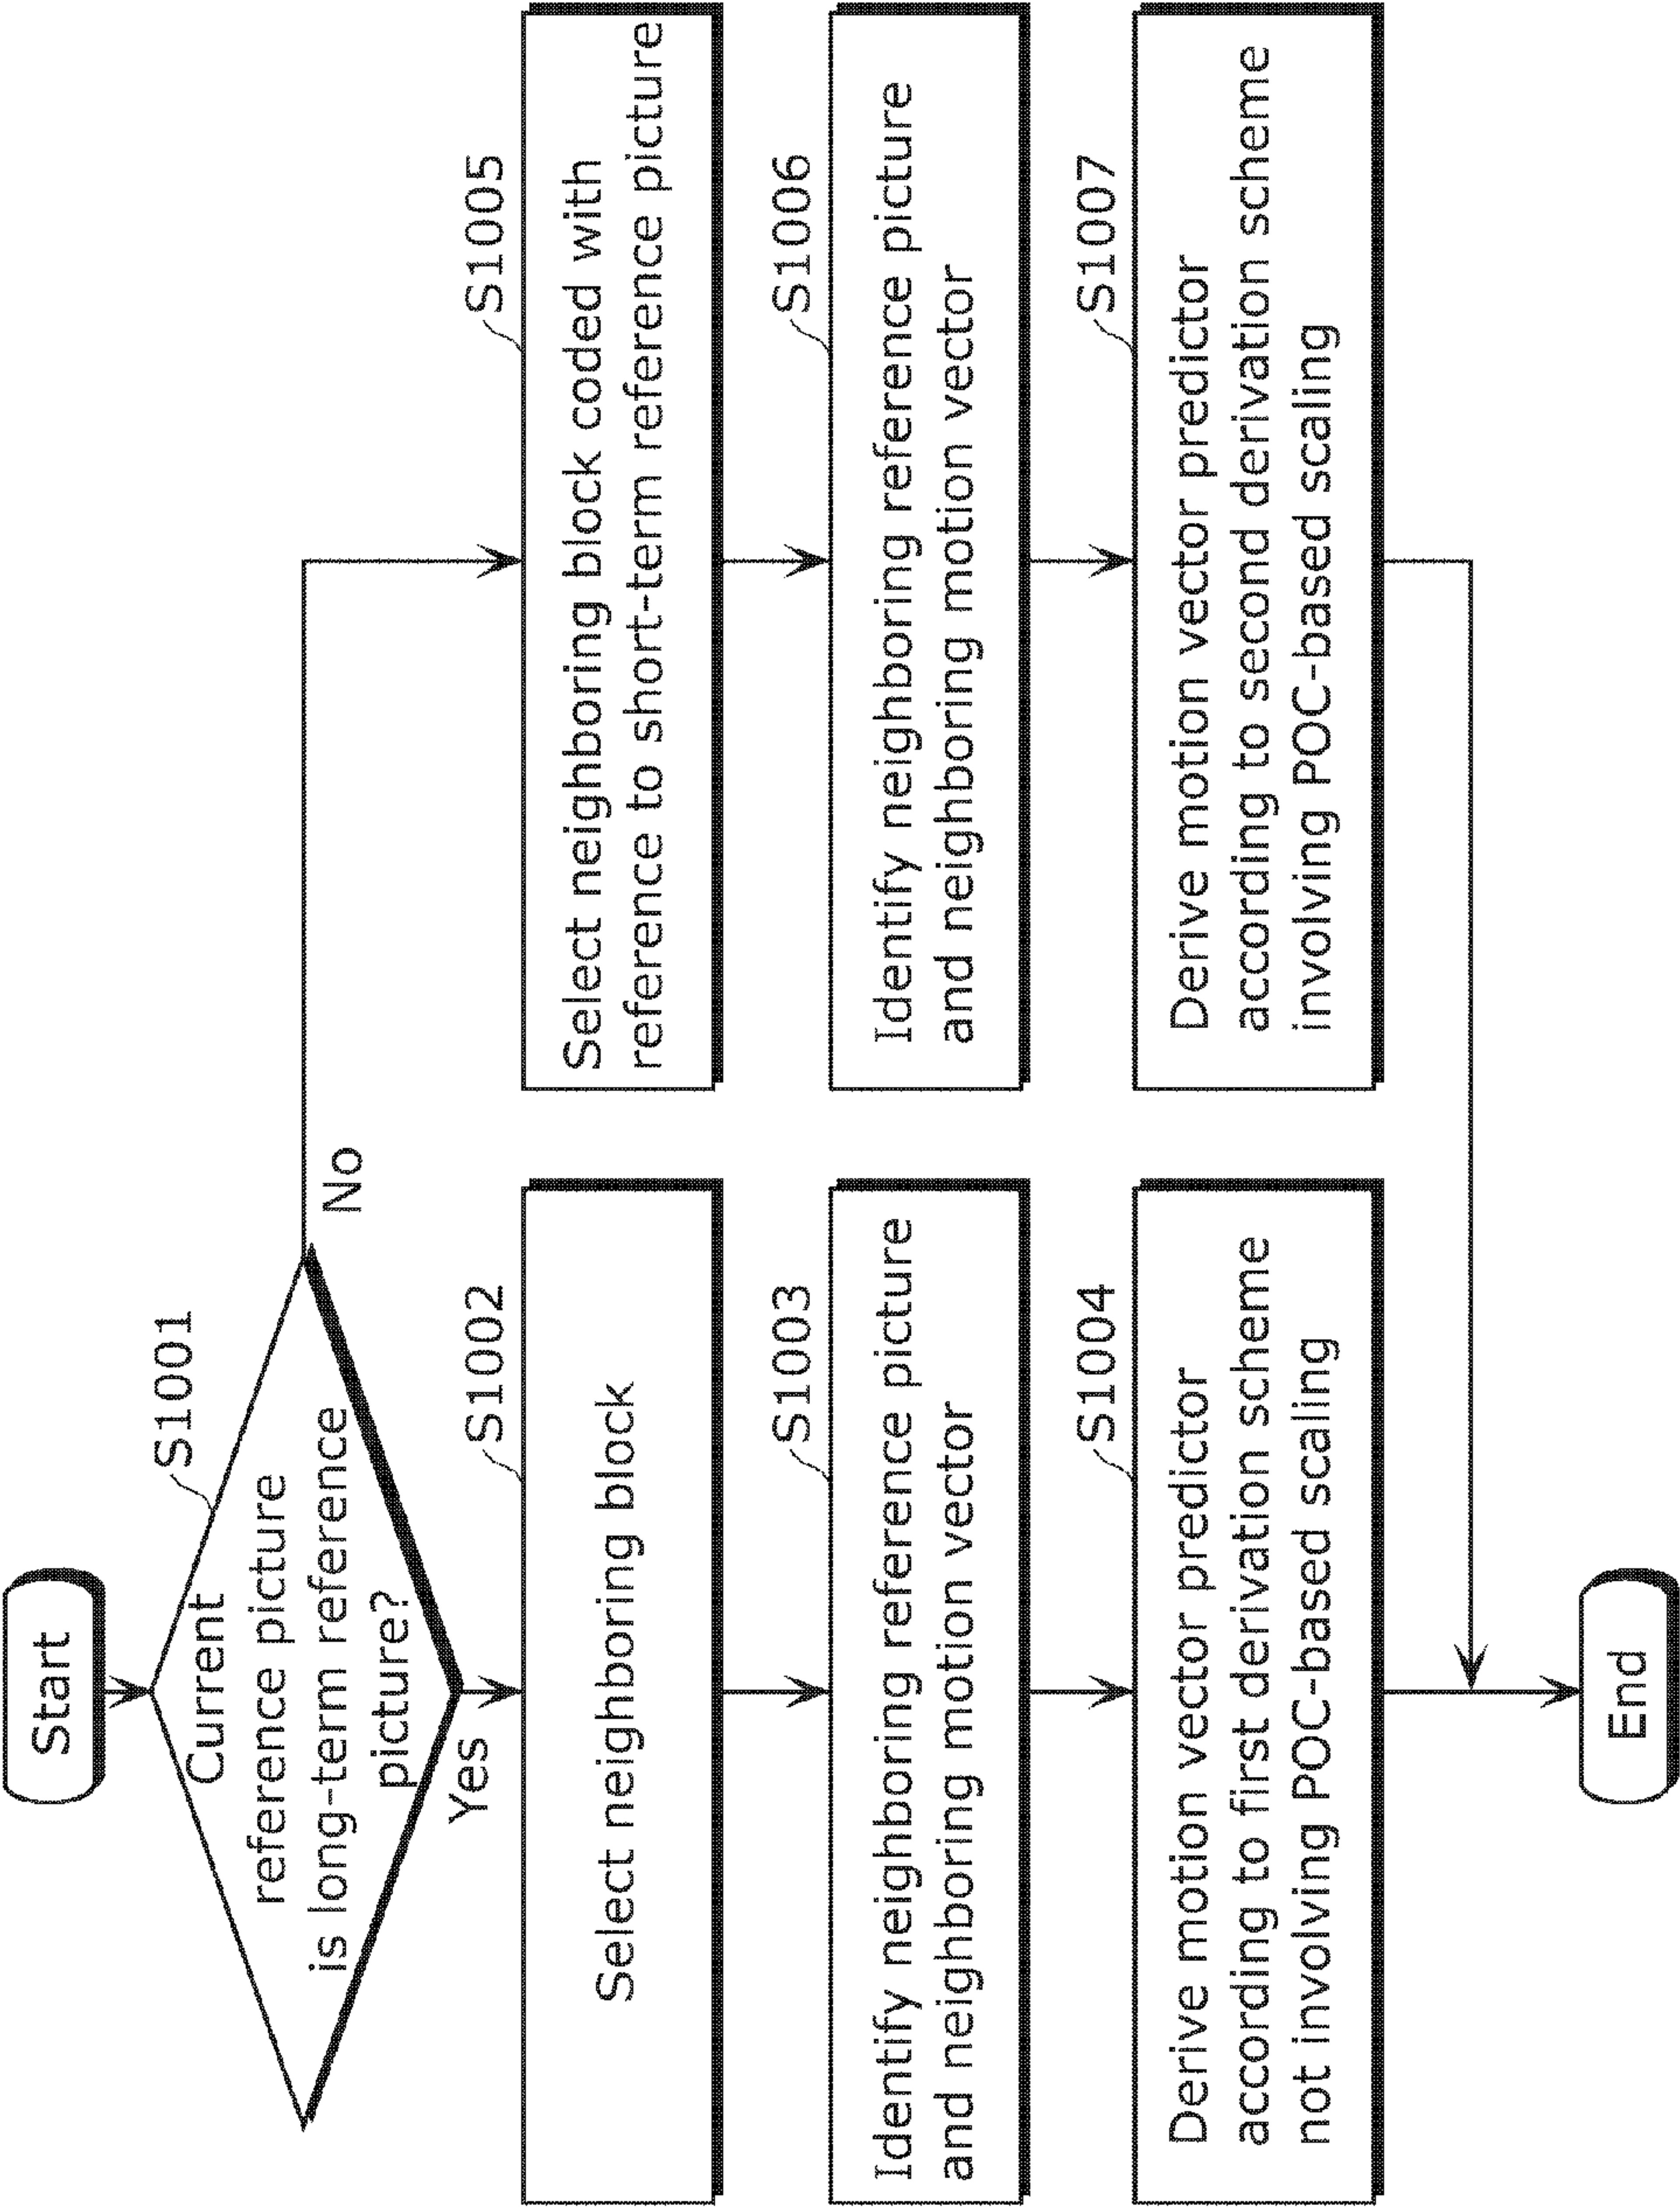 Start
S1001
Current
reference picture
is long-term reference
picture?
Yes
No
S1002
Select neighboring block
S1003
Identify neighboring reference picture
and neighboring motion vector
S1004
Derive motion vector predictor
according to first derivation scheme
not involving POC-based scaling
S1005
Select neighboring block coded with
reference to short-term reference picture
S1006
Identify neighboring reference picture
and neighboring motion vector
S1007
Derive motion vector predictor
according to second derivation scheme
involving POC-based scaling
End